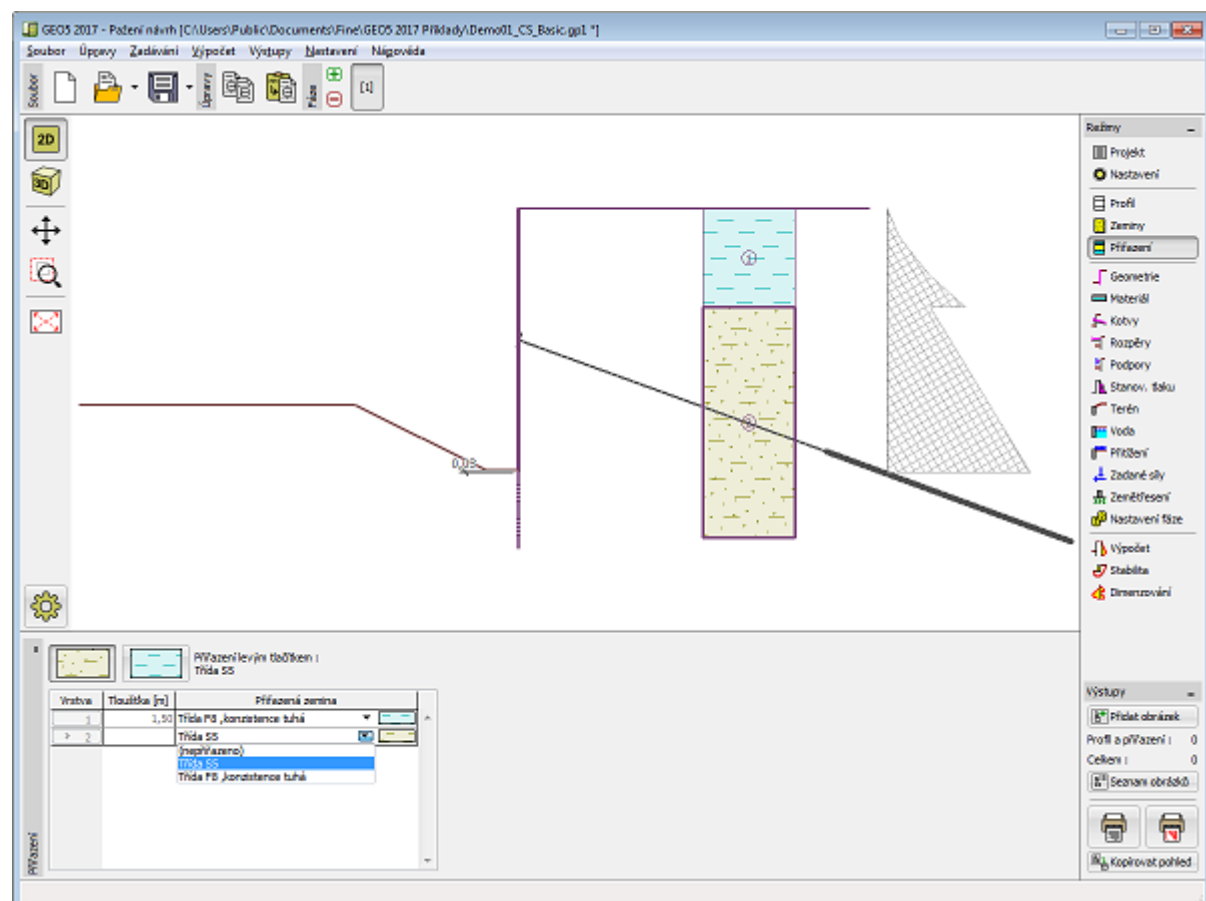 GEO5 2017 - Pažení návrh [C:\Users\Public\Documents\Fine\GEO5 2017 Příklady\Demo01_CS_Basic.gp1 *]
Soubor Úpravy Zadávání Výpočet Výstupy Nastavení Nápověda
Soubor
Úpravy
Fáze
[1]
2D
3D
1
2
0,03
Režimy
Projekt
Nastavení
Profil
Zeminy
Přiřazení
Geometrie
Materiál
Kotvy
Rozpěry
Podpory
Stanov. tlaku
Terén
Voda
Přitížení
Zadané síly
Zemětřesení
Nastavení fáze
Výpočet
Stabilita
Dimenzování
Přiřazení levým tlačítkem :
Třída S5
Vrstva Tloušťka [m] Přiřazená zemina
1 1,50 Třída F8 ,konzistence tuhá
2 Třída S5
(nepřiřazeno)
Třída S5
Třída F8 ,konzistence tuhá
Přiřazení
Výstupy
Přidat obrázek
Profil a přiřazení : 0
Celkem : 0
Seznam obrázků
Kopírovat pohled